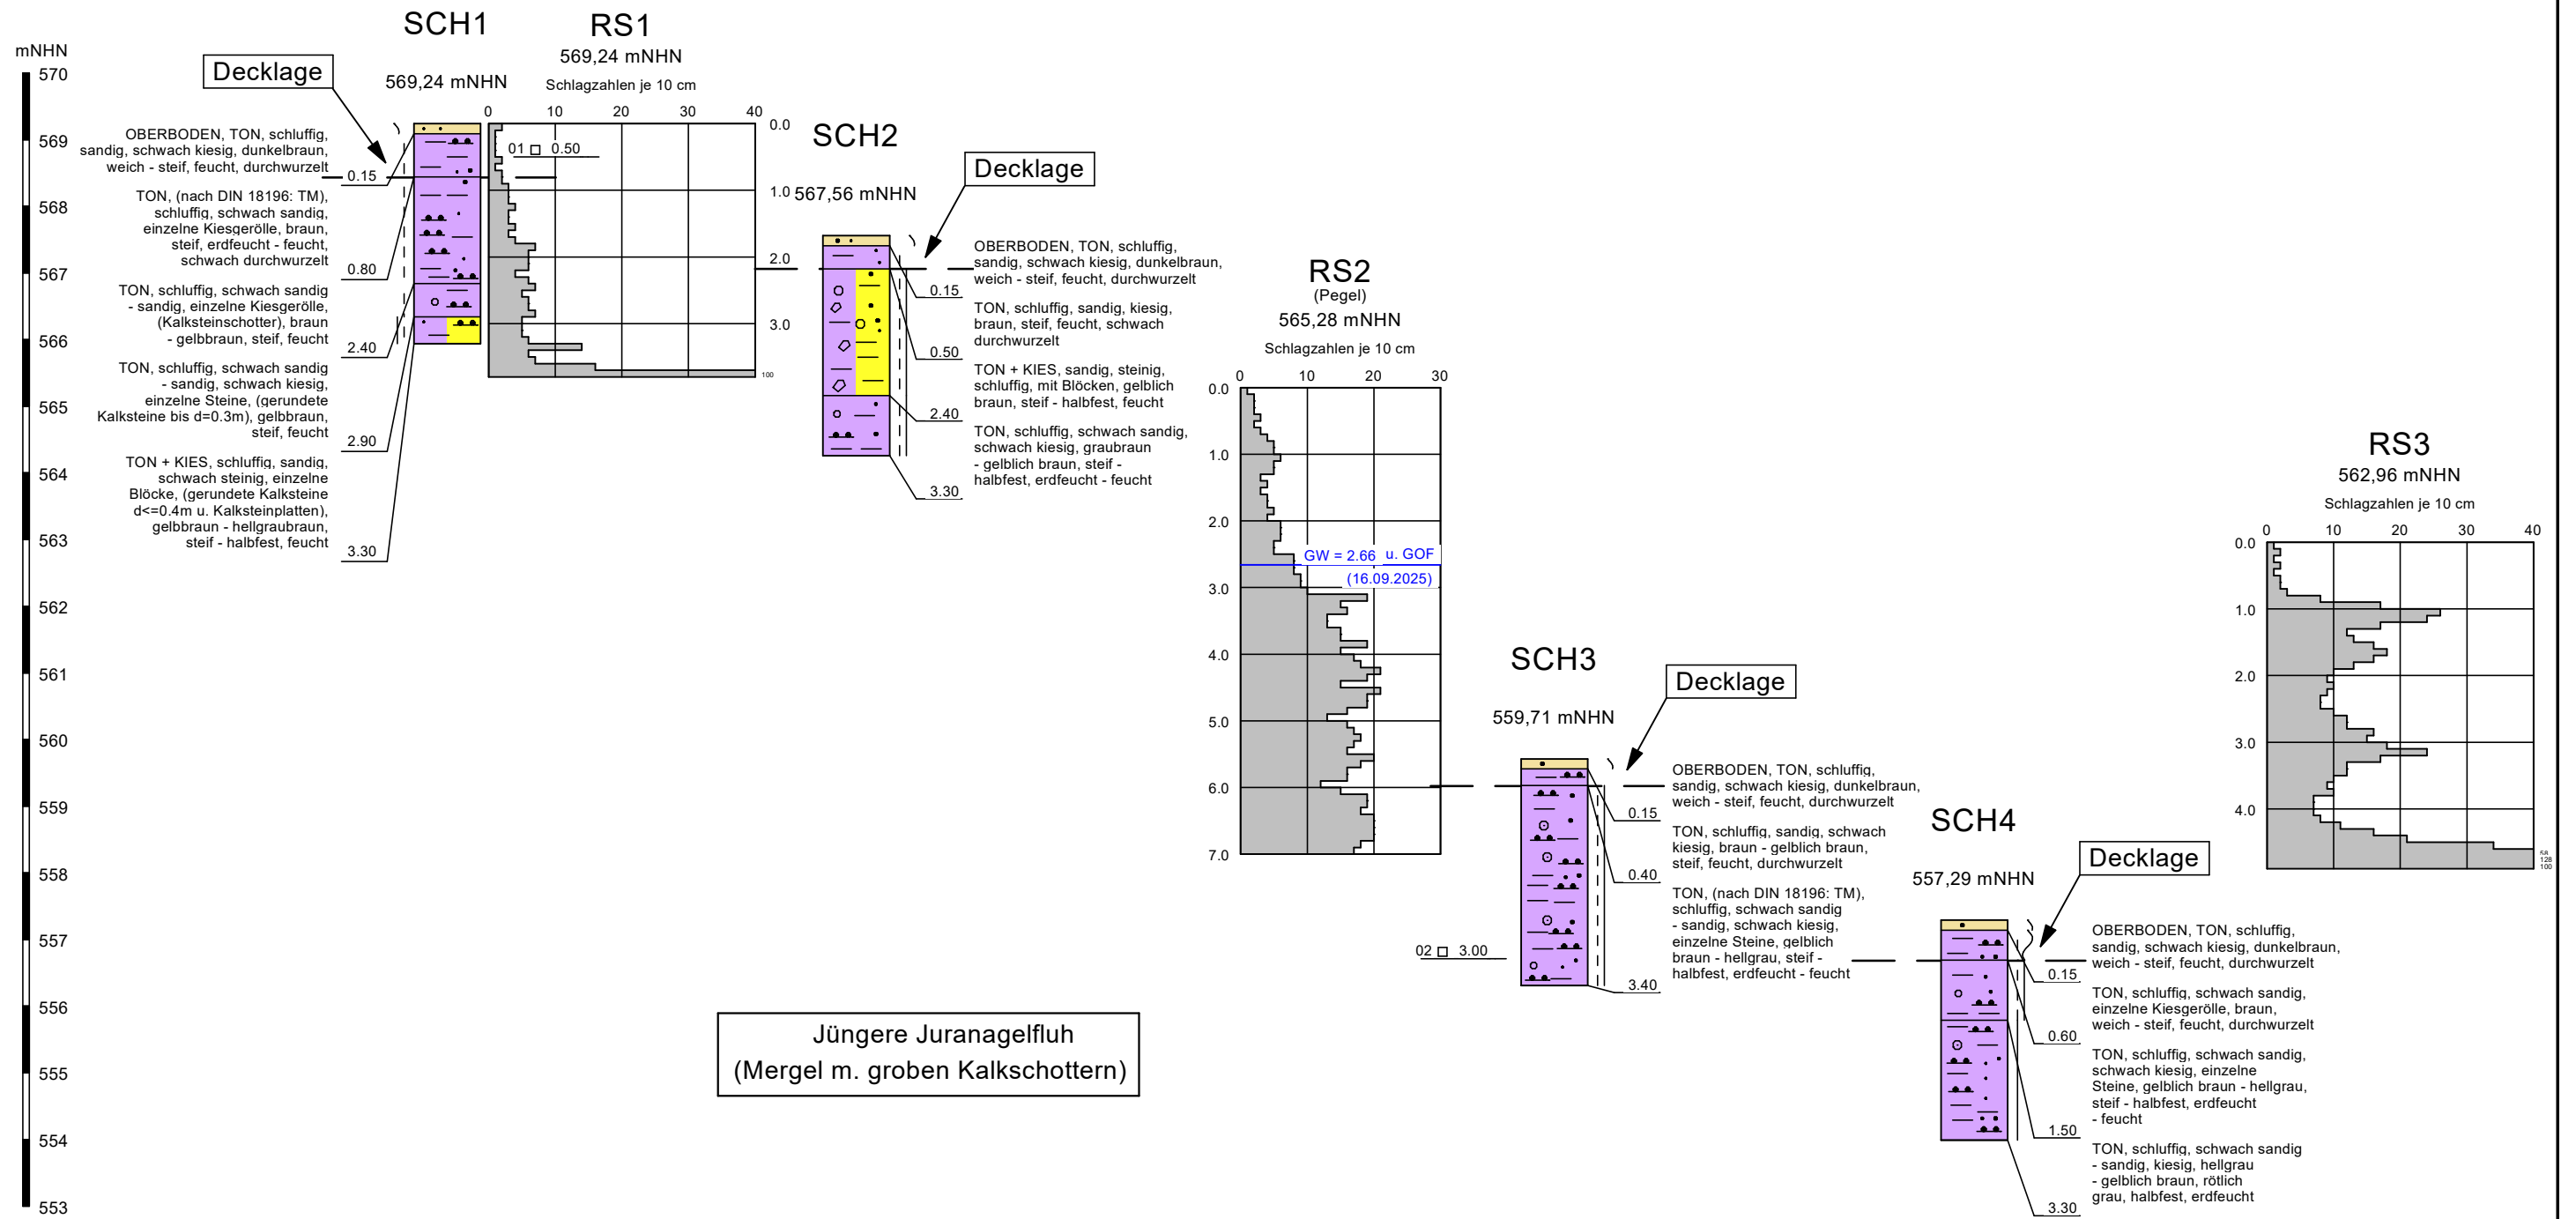 mNHN
570
569
568
567
566
565
564
563
562
561
560
559
558
557
556
555
554
553
Decklage
SCH1
569,24 mNHN
OBERBODEN, TON, schluffig,
sandig, schwach kiesig, dunkelbraun,
weich - steif, feucht, durchwurzelt
0.15
TON, (nach DIN 18196: TM),
schluffig, schwach sandig,
einzelne Kiesgerölle, braun,
steif, erdfeucht - feucht,
schwach durchwurzelt
0.80
TON, schluffig, schwach sandig
- sandig, einzelne Kiesgerölle,
(Kalksteinschotter), braun
- gelbbraun, steif, feucht
2.40
TON, schluffig, schwach sandig
- sandig, schwach kiesig,
einzelne Steine, (gerundete
Kalksteine bis d=0.3m), gelbbraun,
steif, feucht
2.90
TON + KIES, schluffig, sandig,
schwach steinig, einzelne
Blöcke, (gerundete Kalksteine
d<=0.4m u. Kalksteinplatten),
gelbbraun - hellgraubraun,
steif - halbfest, feucht
3.30
RS1
569,24 mNHN
Schlagzahlen je 10 cm
0 10 20 30 40
0.0
01 0.50
1.0
2.0
3.0
100
SCH2
567,56 mNHN
Decklage
OBERBODEN, TON, schluffig,
sandig, schwach kiesig, dunkelbraun,
weich - steif, feucht, durchwurzelt
0.15
TON, schluffig, sandig, kiesig,
braun, steif, feucht, schwach
durchwurzelt
0.50
TON + KIES, sandig, steinig,
schluffig, mit Blöcken, gelblich
braun, steif - halbfest, feucht
2.40
TON, schluffig, schwach sandig,
schwach kiesig, graubraun
- gelblich braun, steif -
halbfest, erdfeucht - feucht
3.30
RS2
(Pegel)
565,28 mNHN
Schlagzahlen je 10 cm
0 10 20 30
0.0
1.0
2.0
GW = 2.66 u. GOF
(16.09.2025)
3.0
4.0
5.0
6.0
7.0
SCH3
559,71 mNHN
Decklage
OBERBODEN, TON, schluffig,
sandig, schwach kiesig, dunkelbraun,
weich - steif, feucht, durchwurzelt
0.15
TON, schluffig, sandig, schwach
kiesig, braun - gelblich braun,
steif, feucht, durchwurzelt
0.40
TON, (nach DIN 18196: TM),
schluffig, schwach sandig
- sandig, schwach kiesig,
einzelne Steine, gelblich
braun - hellgrau, steif -
halbfest, erdfeucht - feucht
3.40
02 3.00
SCH4
557,29 mNHN
Decklage
OBERBODEN, TON, schluffig,
sandig, schwach kiesig, dunkelbraun,
weich - steif, feucht, durchwurzelt
0.15
TON, schluffig, schwach sandig,
einzelne Kiesgerölle, braun,
weich - steif, feucht, durchwurzelt
0.60
TON, schluffig, schwach sandig,
schwach kiesig, einzelne
Steine, gelblich braun - hellgrau,
steif - halbfest, erdfeucht
- feucht
1.50
TON, schluffig, schwach sandig
- sandig, kiesig, hellgrau
- gelblich braun, rötlich
grau, halbfest, erdfeucht
3.30
RS3
562,96 mNHN
Schlagzahlen je 10 cm
0 10 20 30 40
0.0
1.0
2.0
3.0
4.0
128
100
Jüngere Juranagelfluh
(Mergel m. groben Kalkschottern)